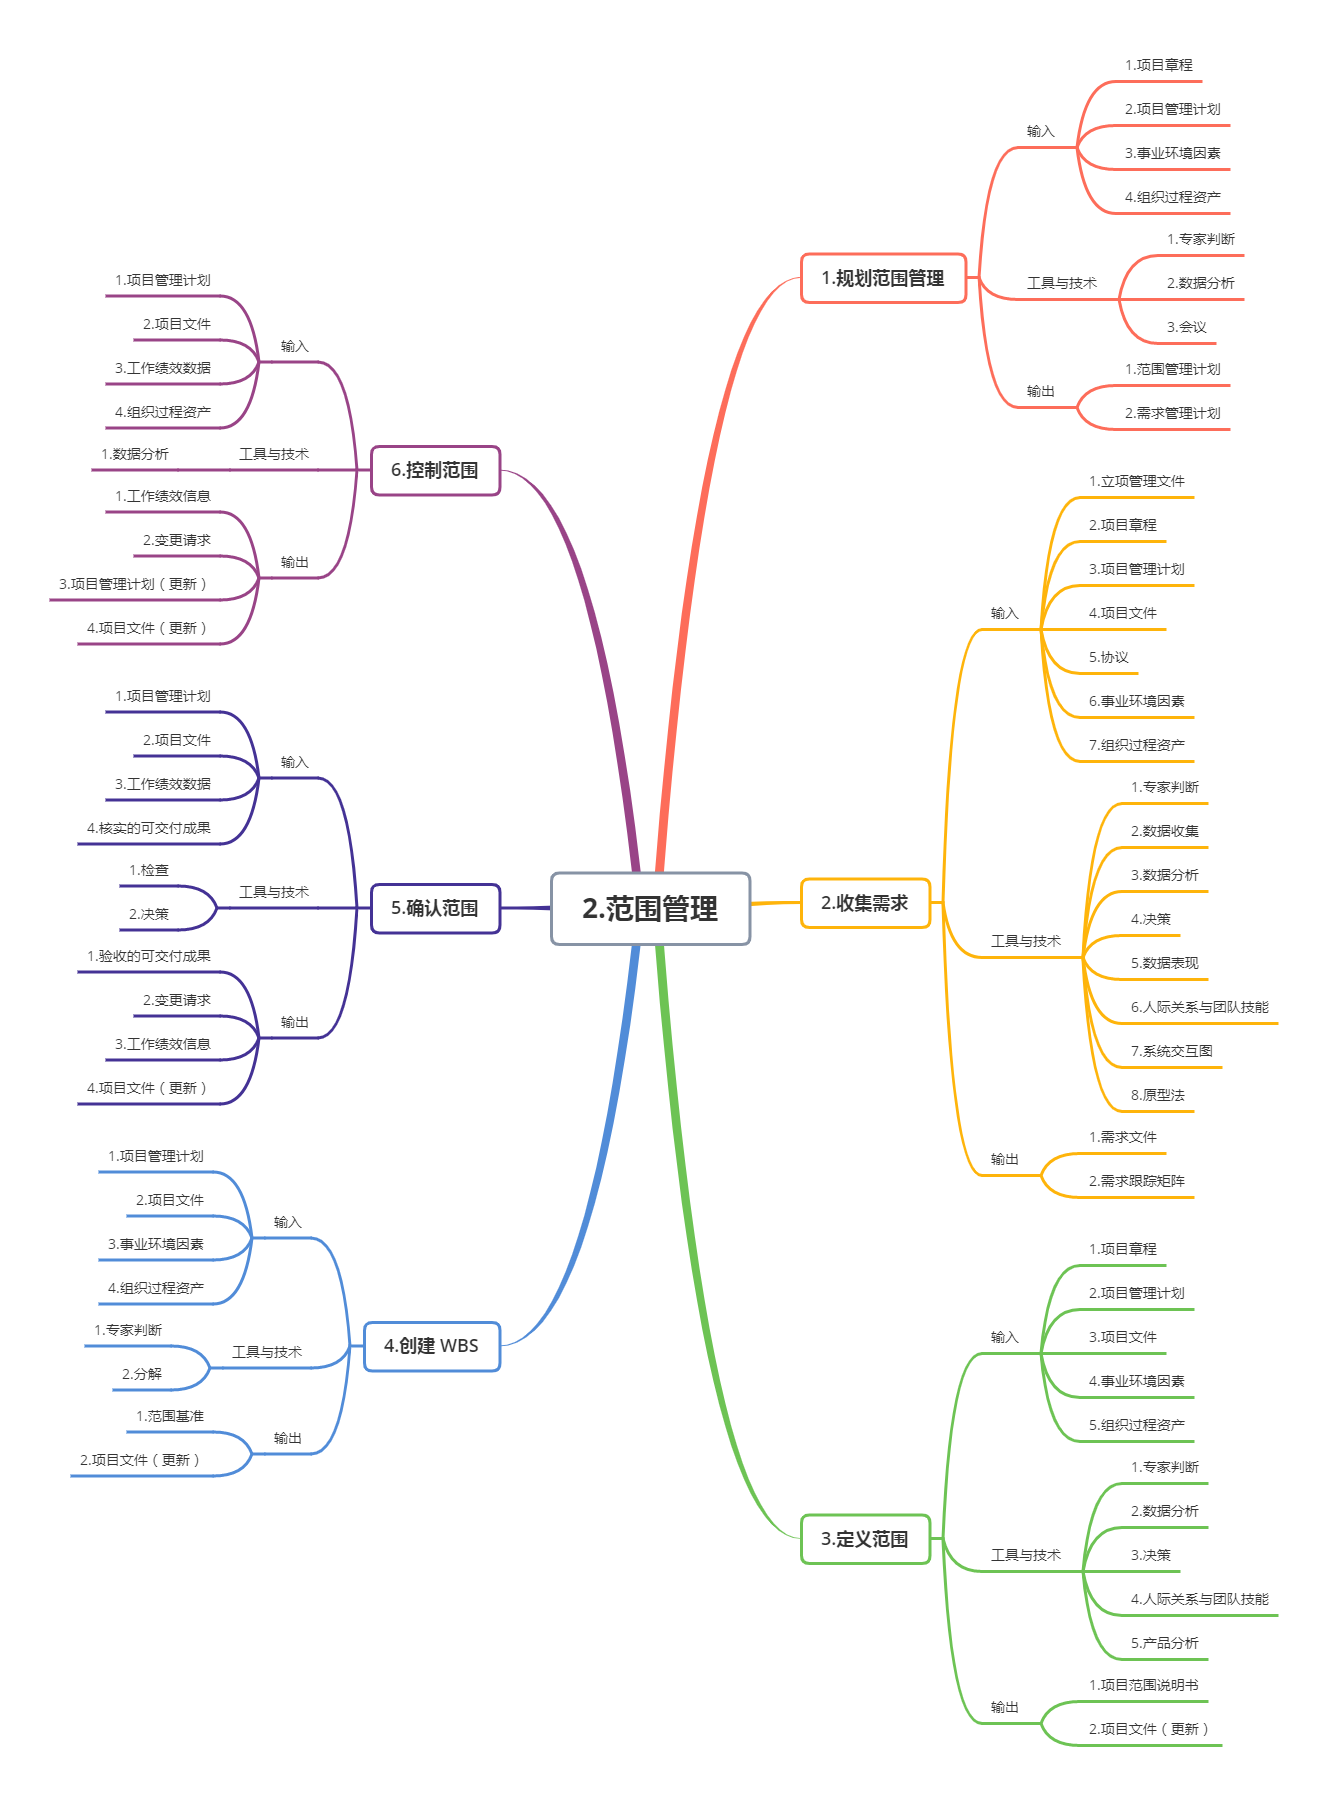 2.范围管理
1.规划范围管理
输入
1.项目章程
2.项目管理计划
3.事业环境因素
4.组织过程资产
工具与技术
1.专家判断
2.数据分析
3.会议
输出
1.范围管理计划
2.需求管理计划
2.收集需求
输入
1.立项管理文件
2.项目章程
3.项目管理计划
4.项目文件
5.协议
6.事业环境因素
7.组织过程资产
工具与技术
1.专家判断
2.数据收集
3.数据分析
4.决策
5.数据表现
6.人际关系与团队技能
7.系统交互图
8.原型法
输出
1.需求文件
2.需求跟踪矩阵
3.定义范围
输入
1.项目章程
2.项目管理计划
3.项目文件
4.事业环境因素
5.组织过程资产
工具与技术
1.专家判断
2.数据分析
3.决策
4.人际关系与团队技能
5.产品分析
输出
1.项目范围说明书
2.项目文件（更新）
4.创建 WBS
输入
1.项目管理计划
2.项目文件
3.事业环境因素
4.组织过程资产
工具与技术
1.专家判断
2.分解
输出
1.范围基准
2.项目文件（更新）
5.确认范围
输入
1.项目管理计划
2.项目文件
3.工作绩效数据
4.核实的可交付成果
工具与技术
1.检查
2.决策
输出
1.验收的可交付成果
2.变更请求
3.工作绩效信息
4.项目文件（更新）
6.控制范围
输入
1.项目管理计划
2.项目文件
3.工作绩效数据
4.组织过程资产
工具与技术
1.数据分析
输出
1.工作绩效信息
2.变更请求
3.项目管理计划（更新）
4.项目文件（更新）